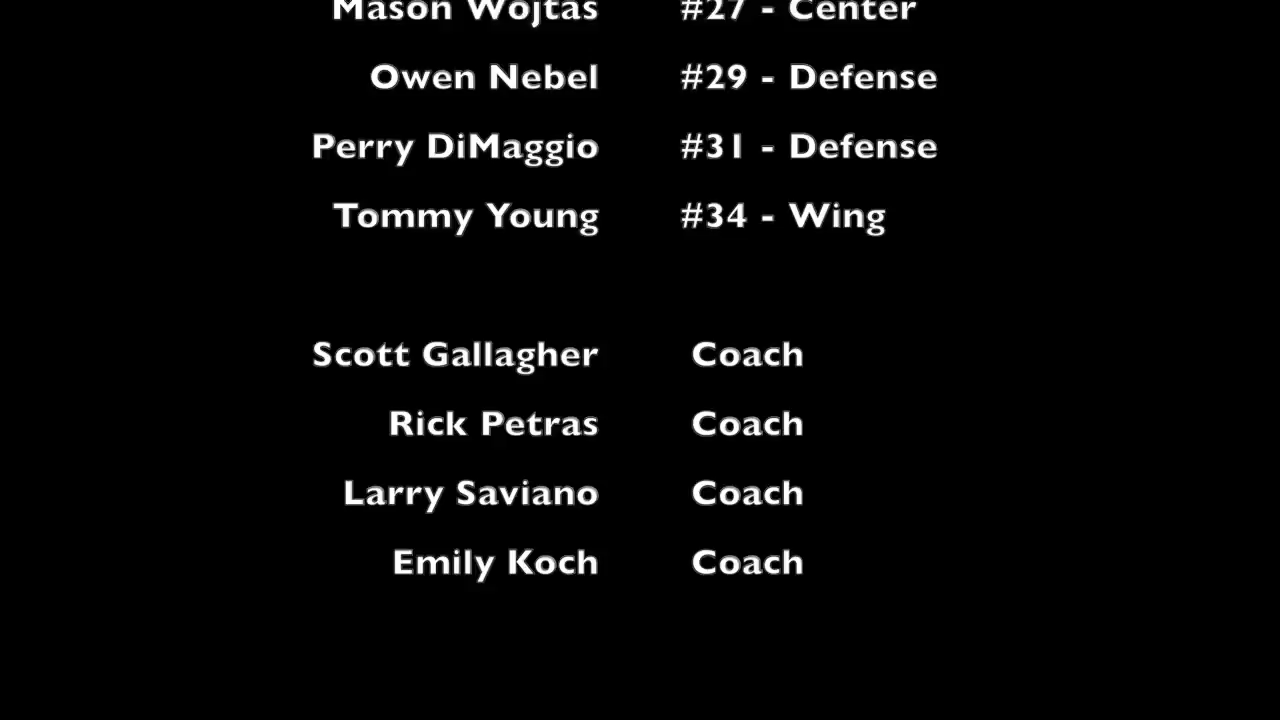 Mason Wojtas #27 - Center
Owen Nebel #29 - Defense
Perry DiMaggio #31 - Defense
Tommy Young #34 - Wing
Scott Gallagher Coach
Rick Petras Coach
Larry Saviano Coach
Emily Koch Coach